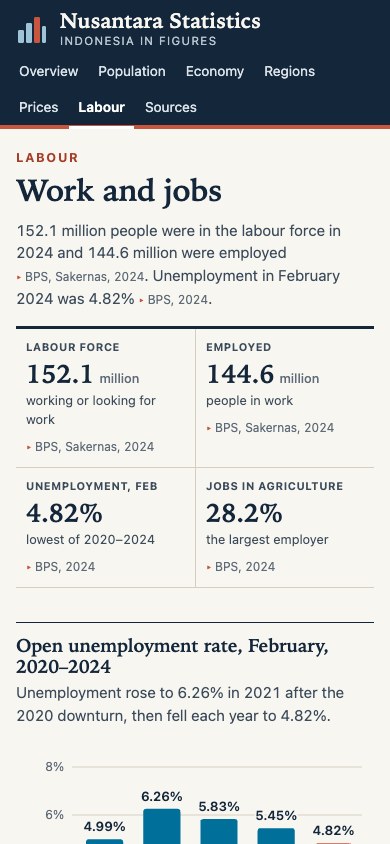 Nusantara Statistics
INDONESIA IN FIGURES
Overview Population Economy Regions
Prices Labour Sources
LABOUR
Work and jobs
152.1 million people were in the labour force in
2024 and 144.6 million were employed
▸ BPS, Sakernas, 2024. Unemployment in February
2024 was 4.82% ▸ BPS, 2024.
LABOUR FORCE
152.1 million
working or looking for
work
▸ BPS, Sakernas, 2024
EMPLOYED
144.6 million
people in work
▸ BPS, Sakernas, 2024
UNEMPLOYMENT, FEB
4.82%
lowest of 2020–2024
▸ BPS, 2024
JOBS IN AGRICULTURE
28.2%
the largest employer
▸ BPS, 2024
Open unemployment rate, February,
2020–2024
Unemployment rose to 6.26% in 2021 after the
2020 downturn, then fell each year to 4.82%.
8%
6%
4.99%
6.26%
5.83%
5.45%
4.82%